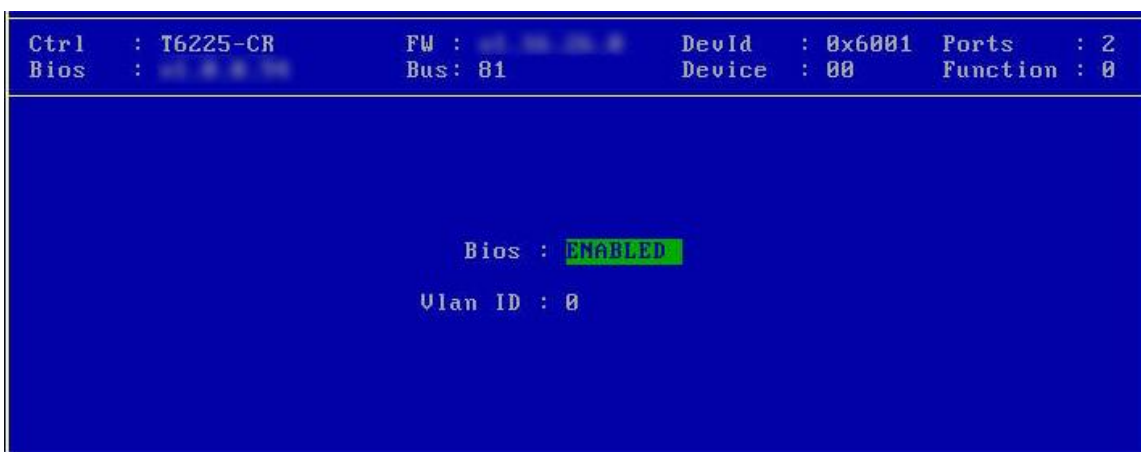 Ctrl : T6225-CR FW : DevId : 0x6001 Ports : 2
Bios : Bus: 81 Device : 00 Function : 0
Bios : ENABLED
Vlan ID : 0